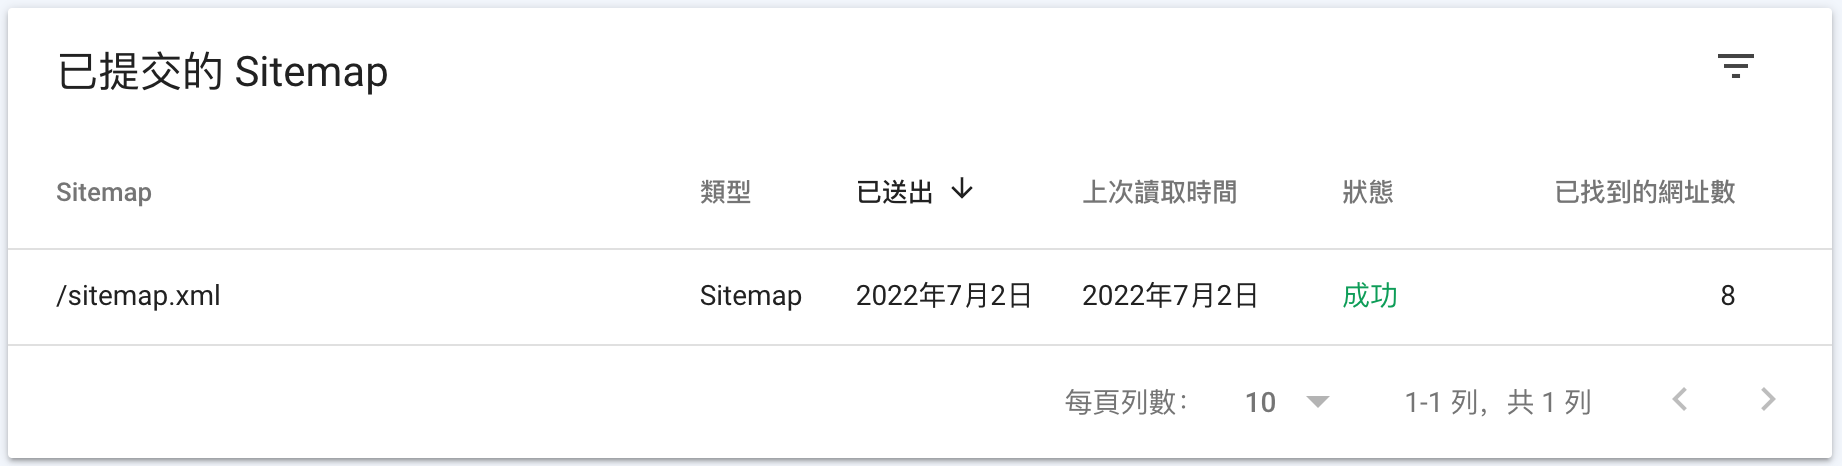 已提交的 Sitemap
Sitemap 類型 已送出 上次讀取時間 狀態 已找到的網址數
/sitemap.xml Sitemap 2022年7月2日 2022年7月2日 成功 8
每頁列數： 10 1-1 列，共 1 列